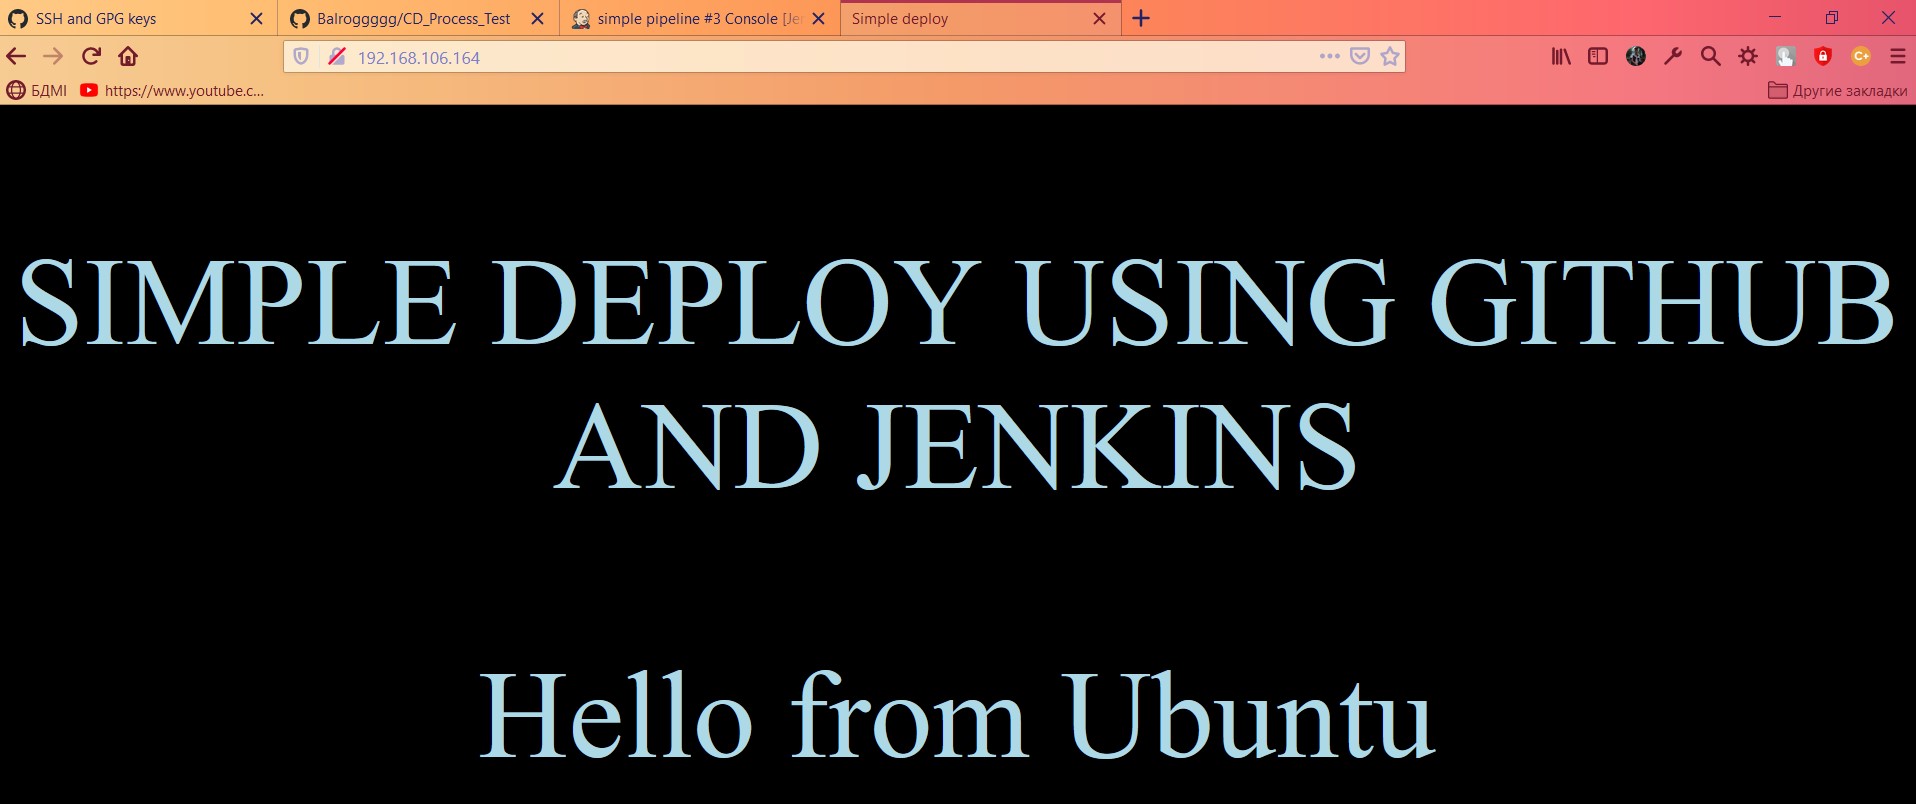 SSH and GPG keys
Balroggggg/CD_Process_Test
simple pipeline #3 Console [Je
Simple deploy
192.168.106.164
C+
БДМІ
https://www.youtube.c...
Другие закладки
SIMPLE DEPLOY USING GITHUB
AND JENKINS
Hello from Ubuntu